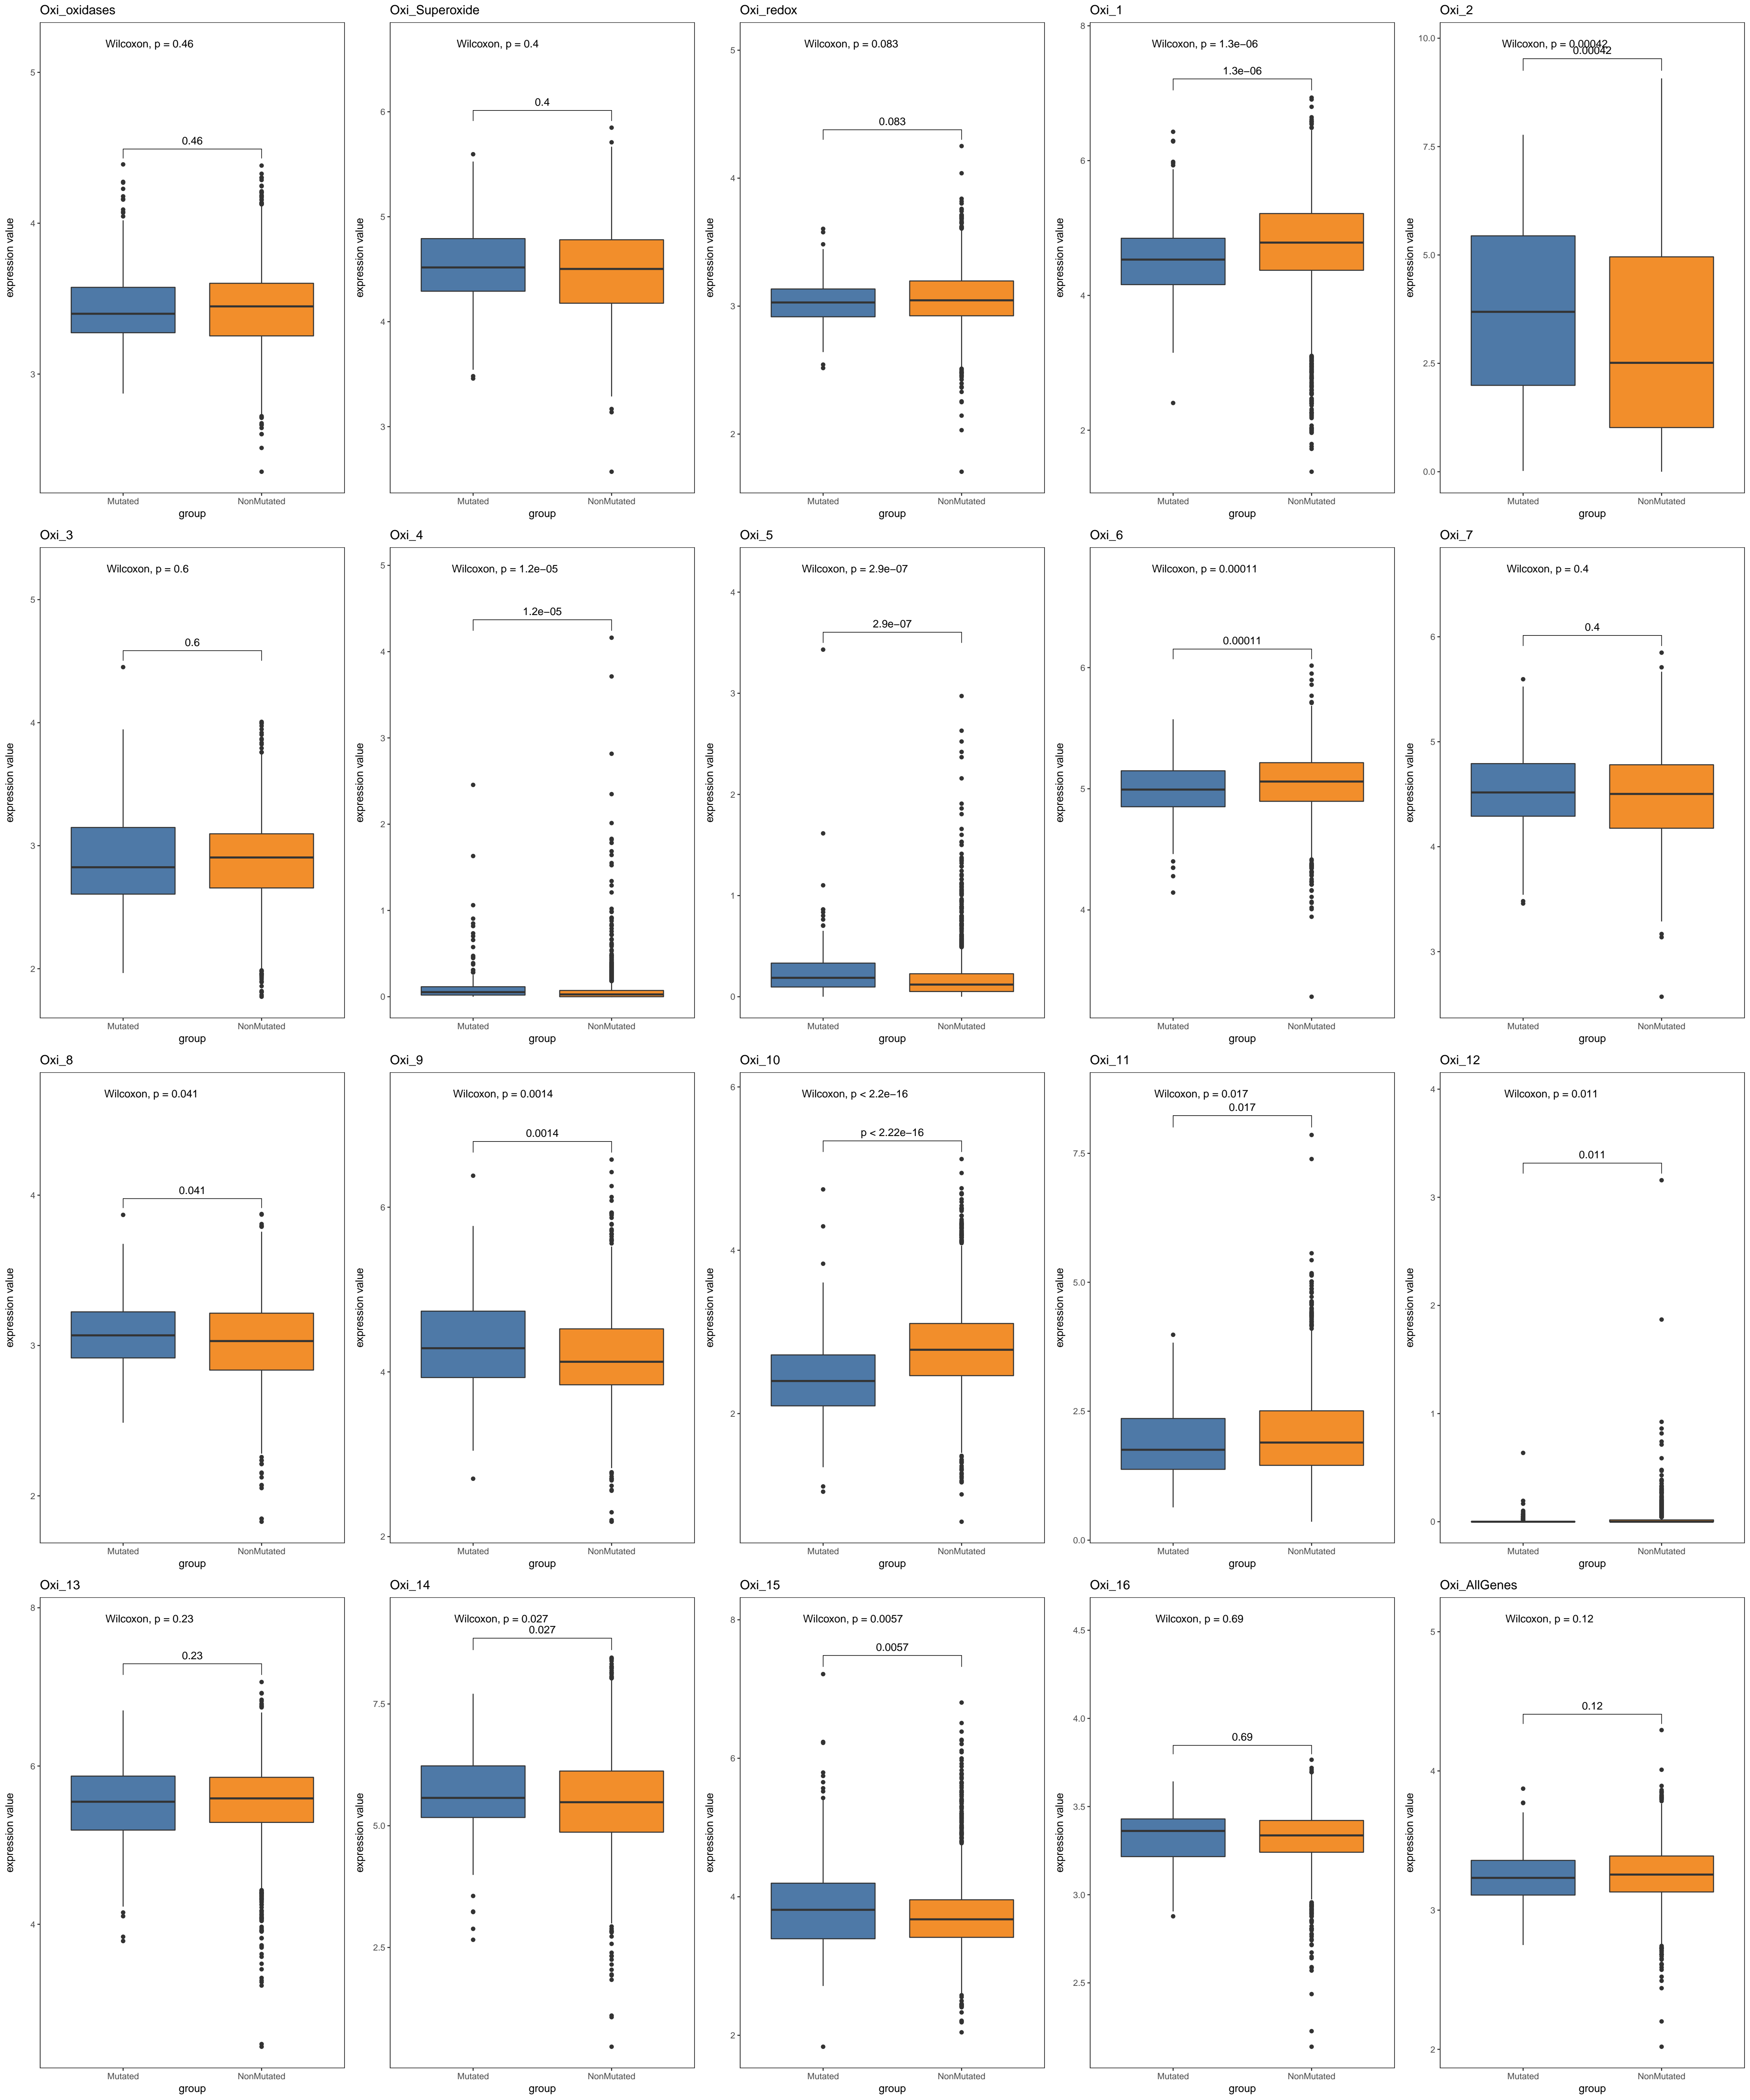 Oxi_oxidases
Wilcoxon, p = 0.46
0.46
5
4
3
expression value
Mutated
NonMutated
group
Oxi_Superoxide
Wilcoxon, p = 0.4
0.4
6
5
4
3
expression value
Mutated
NonMutated
group
Oxi_redox
Wilcoxon, p = 0.083
0.083
5
4
3
2
expression value
Mutated
NonMutated
group
Oxi_1
Wilcoxon, p = 1.3e−06
1.3e−06
8
6
4
2
expression value
Mutated
NonMutated
group
Oxi_2
Wilcoxon, p = 0.00042
0.00042
10.0
7.5
5.0
2.5
0.0
expression value
Mutated
NonMutated
group
Oxi_3
Wilcoxon, p = 0.6
0.6
5
4
3
2
expression value
Mutated
NonMutated
group
Oxi_4
Wilcoxon, p = 1.2e−05
1.2e−05
5
4
3
2
1
0
expression value
Mutated
NonMutated
group
Oxi_5
Wilcoxon, p = 2.9e−07
2.9e−07
4
3
2
1
0
expression value
Mutated
NonMutated
group
Oxi_6
Wilcoxon, p = 0.00011
0.00011
6
5
4
expression value
Mutated
NonMutated
group
Oxi_7
Wilcoxon, p = 0.4
0.4
6
5
4
3
expression value
Mutated
NonMutated
group
Oxi_8
Wilcoxon, p = 0.041
0.041
4
3
2
expression value
Mutated
NonMutated
group
Oxi_9
Wilcoxon, p = 0.0014
0.0014
6
4
2
expression value
Mutated
NonMutated
group
Oxi_10
Wilcoxon, p < 2.2e−16
p < 2.22e−16
6
4
2
expression value
Mutated
NonMutated
group
Oxi_11
Wilcoxon, p = 0.017
0.017
7.5
5.0
2.5
0.0
expression value
Mutated
NonMutated
group
Oxi_12
Wilcoxon, p = 0.011
0.011
4
3
2
1
0
expression value
Mutated
NonMutated
group
Oxi_13
Wilcoxon, p = 0.23
0.23
8
6
4
expression value
Mutated
NonMutated
group
Oxi_14
Wilcoxon, p = 0.027
0.027
7.5
5.0
2.5
expression value
Mutated
NonMutated
group
Oxi_15
Wilcoxon, p = 0.0057
0.0057
8
6
4
2
expression value
Mutated
NonMutated
group
Oxi_16
Wilcoxon, p = 0.69
0.69
4.5
4.0
3.5
3.0
2.5
expression value
Mutated
NonMutated
group
Oxi_AllGenes
Wilcoxon, p = 0.12
0.12
5
4
3
2
expression value
Mutated
NonMutated
group